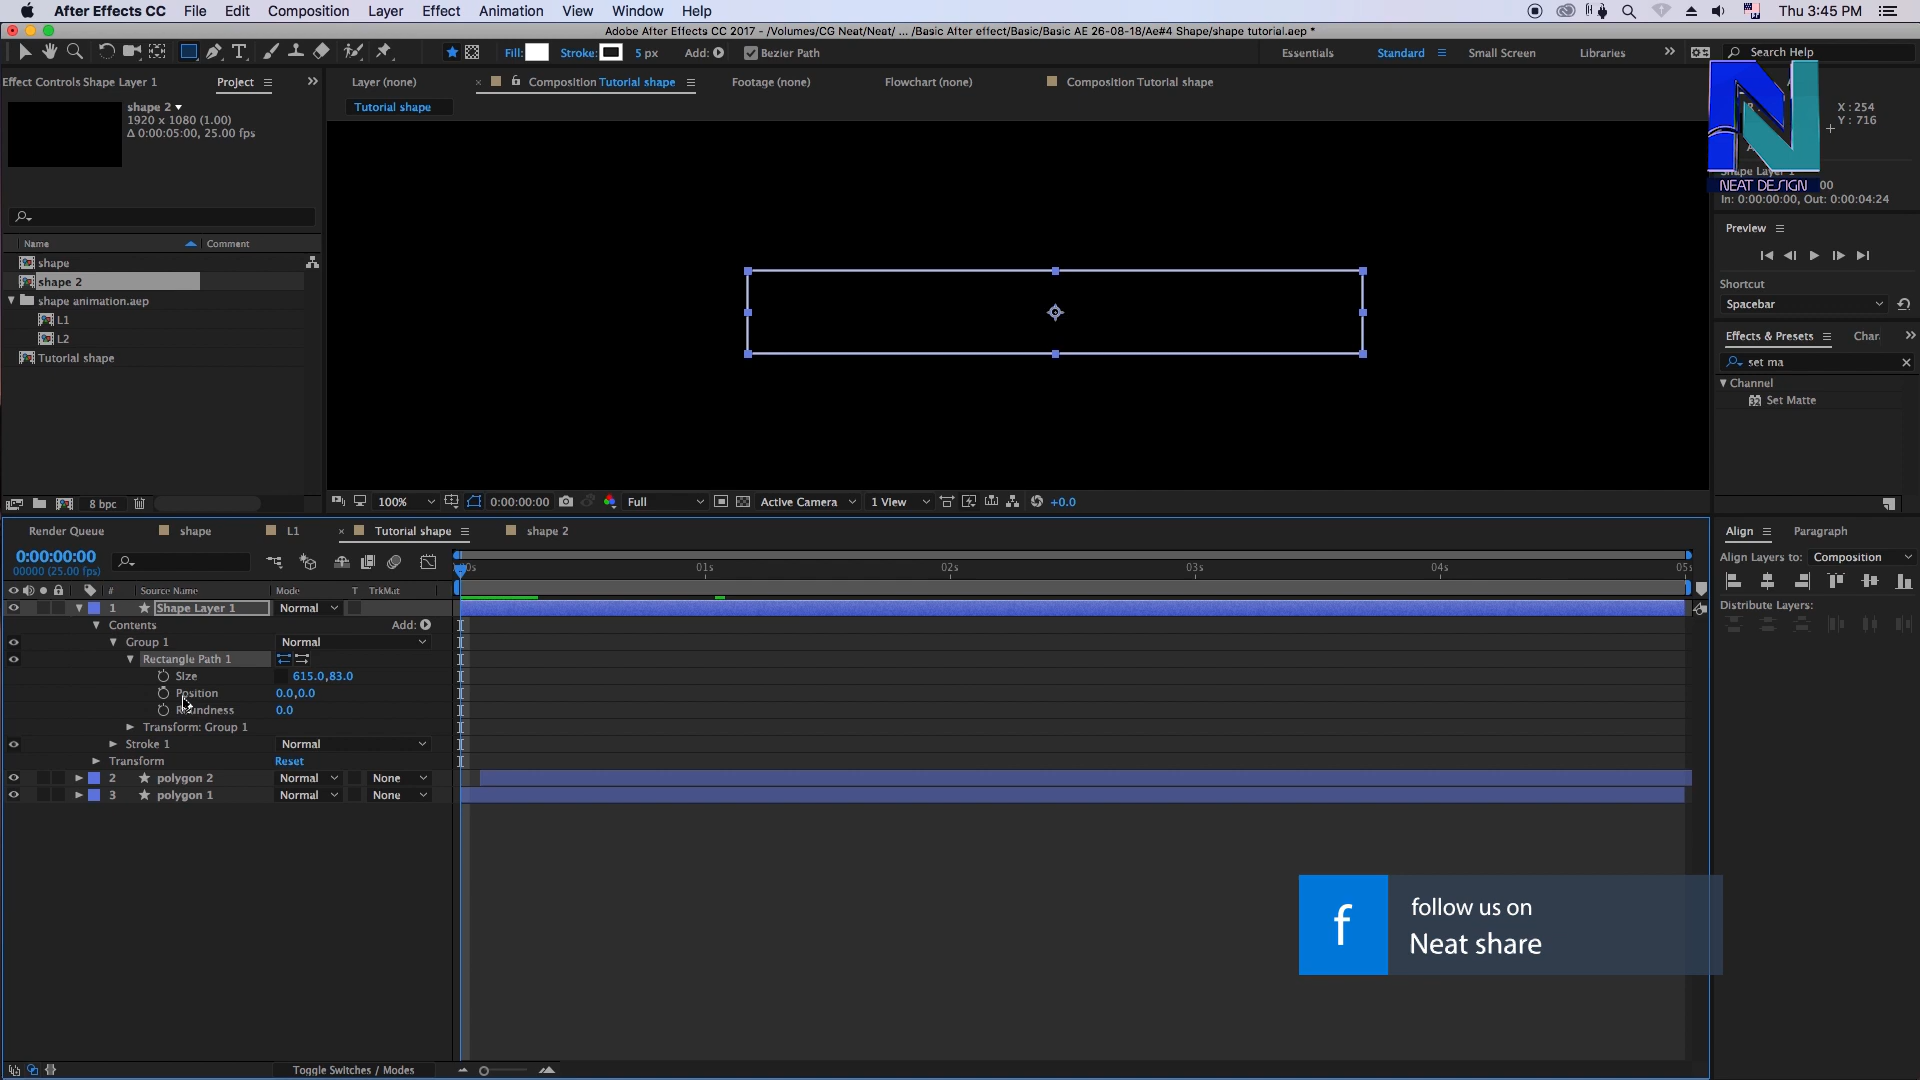 After Effects CC File Edit Composition Layer Effect Animation View Window Help Thu 3:45 PM
Adobe After Effects CC 2017 - /Volumes/CG Neat/Neat/ ... /Basic After effect/Basic/Basic AE 26-08-18/Ae#4 Shape/shape tutorial.aep *
Fill: Stroke: 5 px Add: Bezier Path Essentials Standard Small Screen Libraries Search Help
Effect Controls Shape Layer 1 Project Layer (none) Composition Tutorial shape Footage (none) Flowchart (none) Composition Tutorial shape
Tutorial shape
shape 2
1920 x 1080 (1.00)
Δ 0:00:05:00, 25.00 fps
X : 254
Y : 716
NEAT DESIGN
Shape Layer 1
00
In: 0:00:00:00, Out: 0:00:04:24
Preview
Shortcut
Spacebar
Effects & Presets Char
set ma
Channel
32 Set Matte
Name Comment
shape
shape 2
shape animation.aep
L1
L2
Tutorial shape
8 bpc
100% 0:00:00:00 Full Active Camera 1 View +0.0
Render Queue shape L1 Tutorial shape shape 2
0:00:00:00
00000 (25.00 fps)
00s 01s 02s 03s 04s 05s
# Source Name Mode T TrkMat
1 Shape Layer 1 Normal
Contents Add:
Group 1 Normal
Rectangle Path 1
Size 615.0,83.0
Position 0.0,0.0
Roundness 0.0
Transform: Group 1
Stroke 1 Normal
Transform Reset
2 polygon 2 Normal None
3 polygon 1 Normal None
Toggle Switches / Modes
Align Paragraph
Align Layers to: Composition
Distribute Layers:
f
follow us on
Neat share